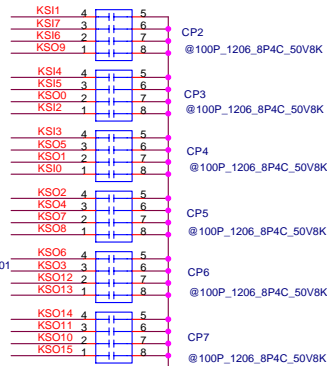 KSI1 4 5
KSI7 3 6
KSI6 2 7
KSO9 1 8
CP2
@100P_1206_8P4C_50V8K
KSI4 4 5
KSI5 3 6
KSO0 2 7
KSI2 1 8
CP3
@100P_1206_8P4C_50V8K
KSI3 4 5
KSO5 3 6
KSO1 2 7
KSI0 1 8
CP4
@100P_1206_8P4C_50V8K
KSO2 4 5
KSO4 3 6
KSO7 2 7
KSO8 1 8
CP5
@100P_1206_8P4C_50V8K
KSO6 4 5
01 KSO3 3 6
KSO12 2 7
KSO13 1 8
CP6
@100P_1206_8P4C_50V8K
KSO14 4 5
KSO11 3 6
KSO10 2 7
KSO15 1 8
CP7
@100P_1206_8P4C_50V8K